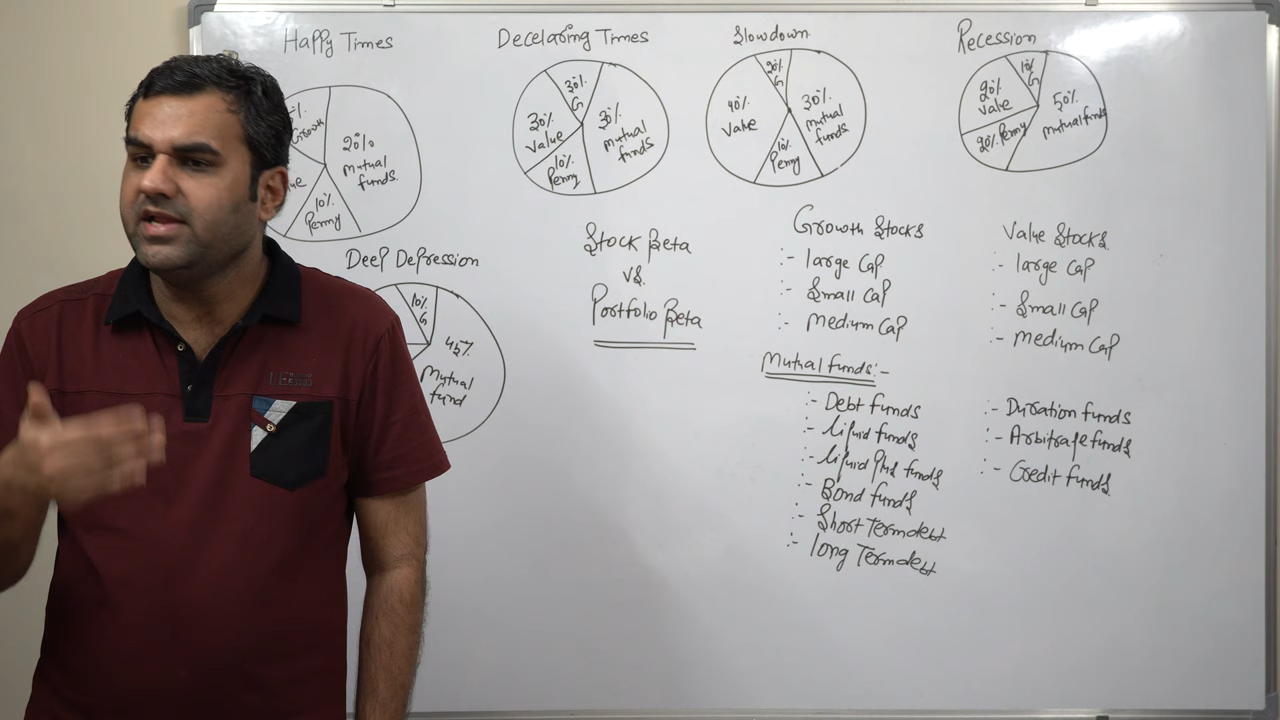 Happy Times
Growth
20%
Mutual
funds
10%
Penny
Decelaring Times
30%
G
30%
Value
30%
Mutual
funds
10%
Penny
Slowdown
20%
G
40%
Value
30%
mutual
funds
10%
Penny
Recession
10%
G
20%
Value
50%
mutual funds
20% Penny
Deep Depression
10%
G
45%
Mutual
fund
Stock Beta
VS.
Portfolio Beta
Growth Stocks
:- large Cap
:- Small Cap
:- Medium Cap
Value Stocks
:- large Cap
:- Small Cap
:- Medium Cap
Mutual funds:-
:- Debt funds
:- liquid funds
:- liquid plus funds
:- Bond funds
:- Short Term debt
:- long Term debt
:- Duration funds
:- Arbitrage funds
:- Credit funds